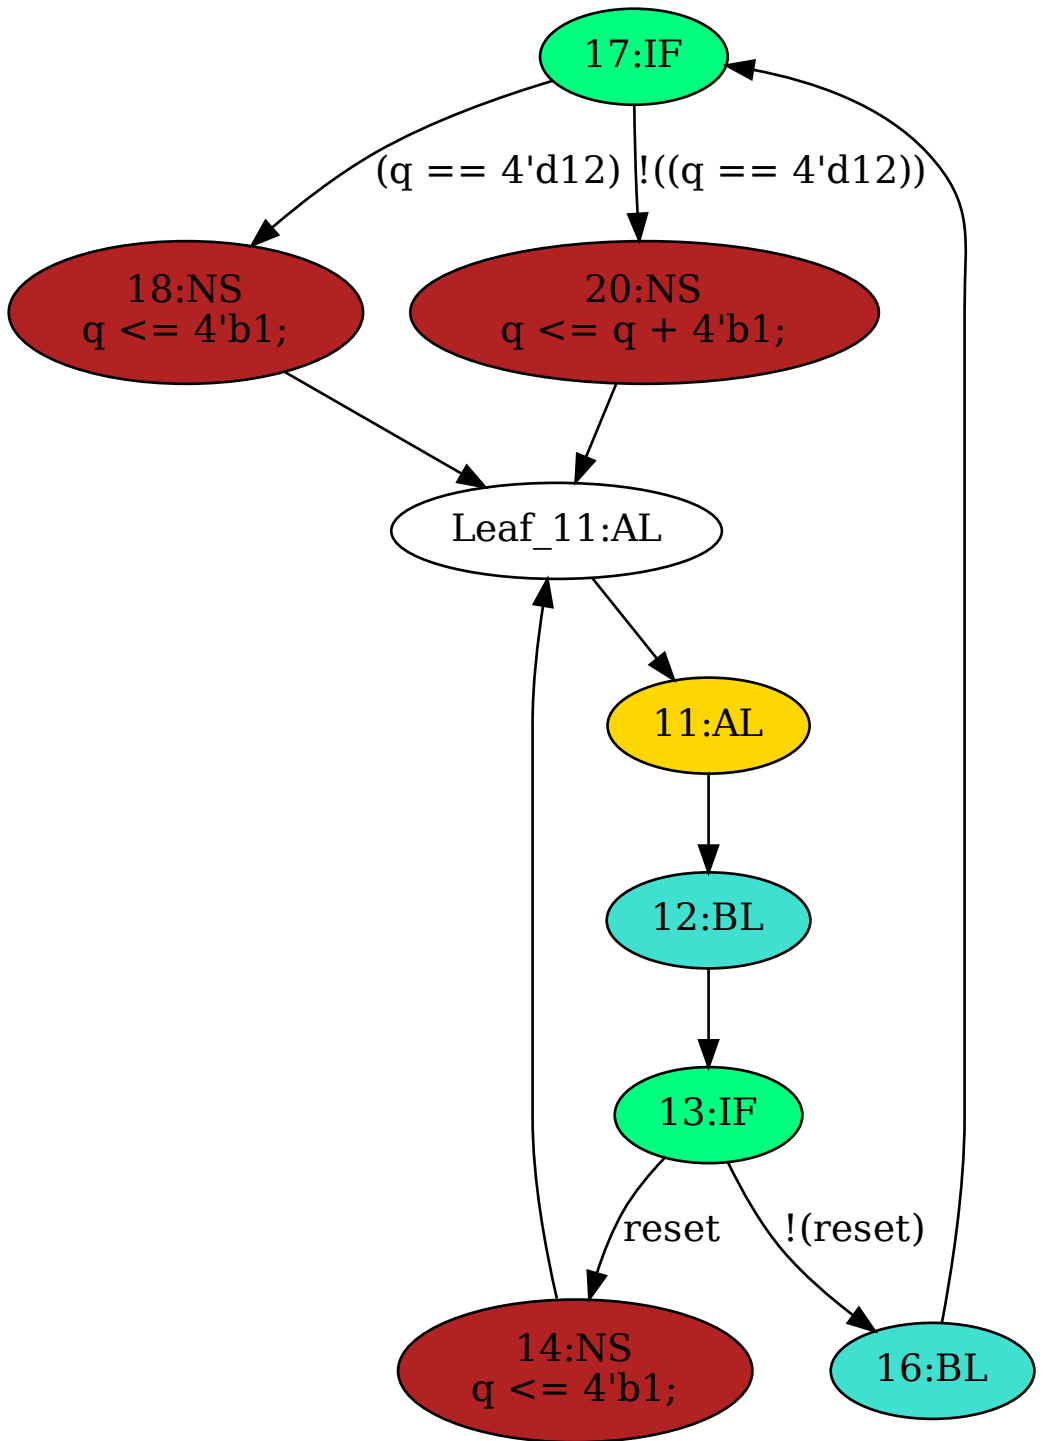 17:IF
(q == 4'd12)
!((q == 4'd12))
18:NS
q <= 4'b1;
20:NS
q <= q + 4'b1;
Leaf_11:AL
11:AL
12:BL
13:IF
reset
!(reset)
14:NS
q <= 4'b1;
16:BL